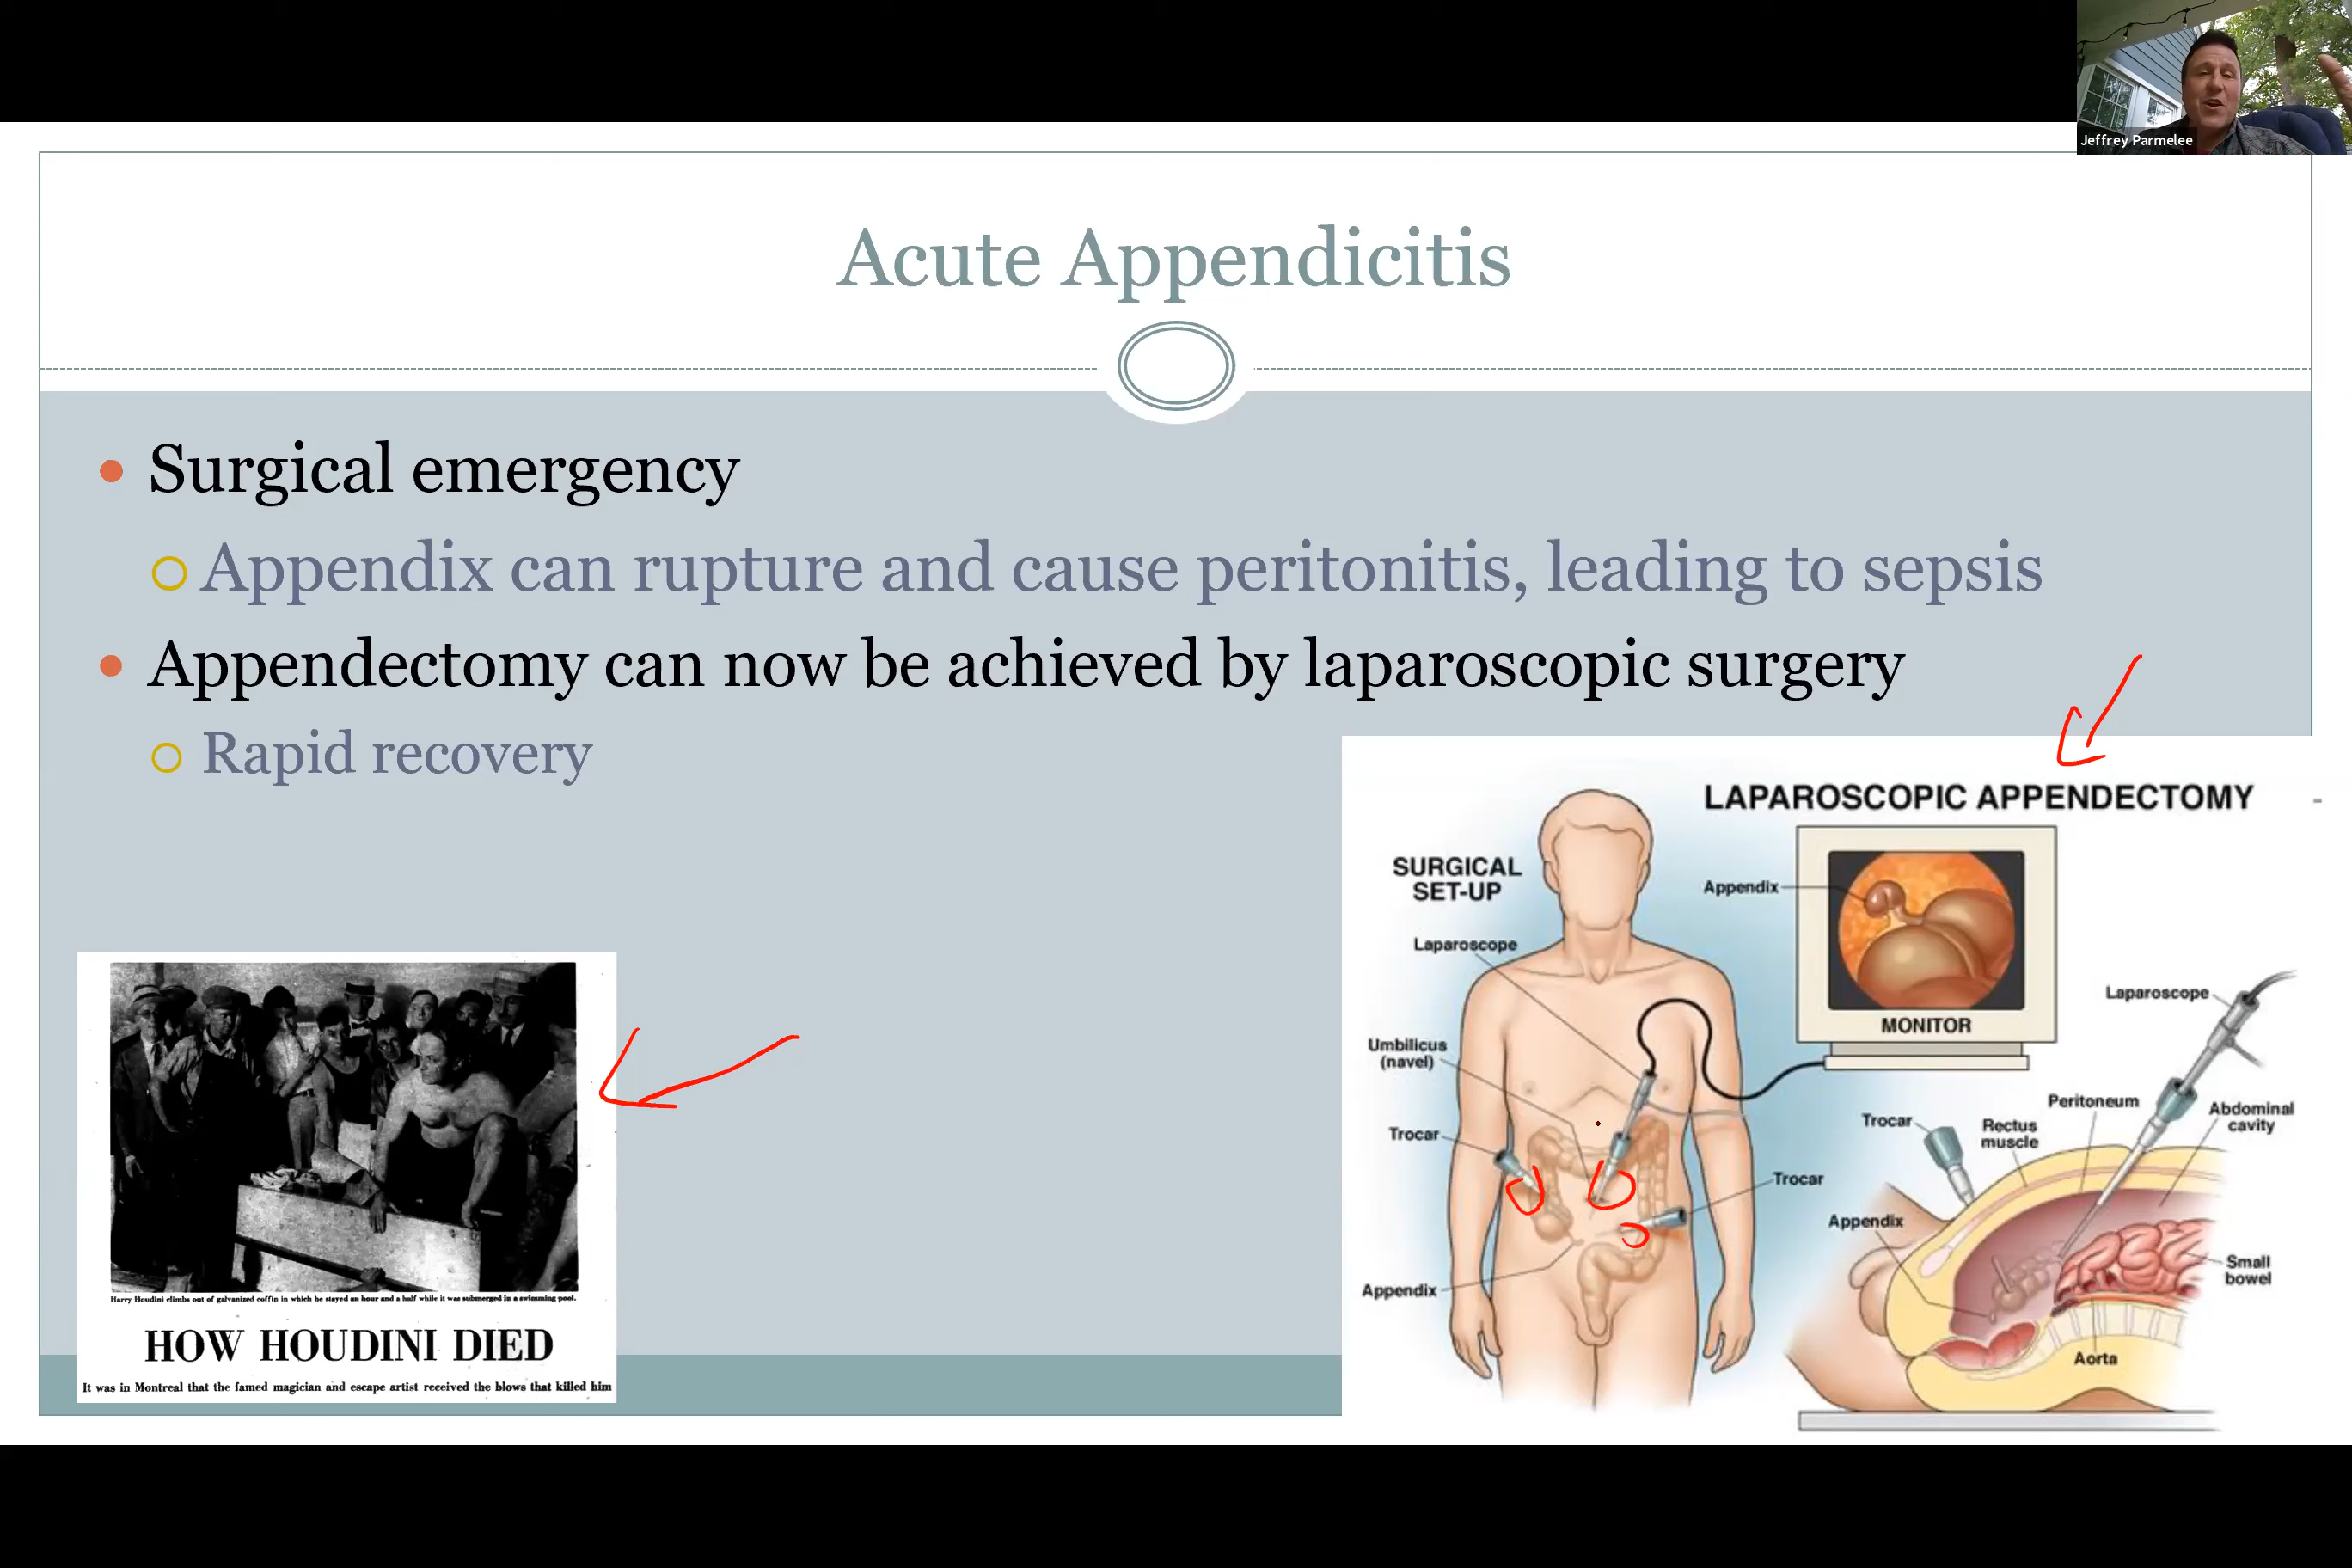 Jeffrey Parmelee
Acute Appendicitis
Surgical emergency
Appendix can rupture and cause peritonitis, leading to sepsis
Appendectomy can now be achieved by laparoscopic surgery
Rapid recovery
Harry Houdini climbs out of galvanized coffin in which he stayed an hour and a half while it was submerged in a swimming pool.
HOW HOUDINI DIED
It was in Montreal that the famed magician and escape artist received the blows that killed him
LAPAROSCOPIC APPENDECTOMY
SURGICAL
SET-UP
Appendix
Laparoscope
MONITOR
Umbilicus
(navel)
Trocar
Trocar
Appendix
Laparoscope
Peritoneum
Abdominal
cavity
Trocar
Rectus
muscle
Appendix
Small
bowel
Aorta